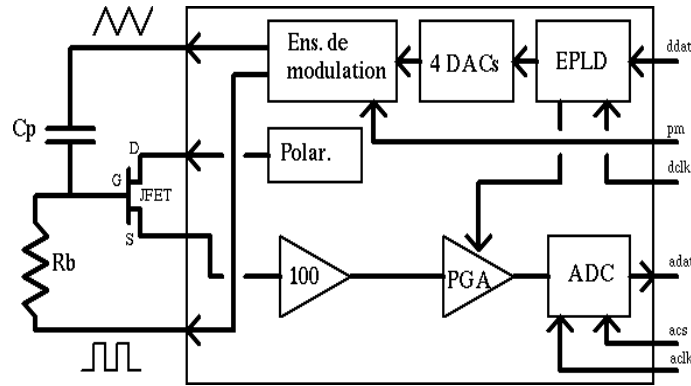 Ens. de
modulation
4 DACs
EPLD
ddat
Cp
pm
D
Polar.
G
JFET
dclk
S
Rb
100
PGA
ADC
adat
acs
aclk